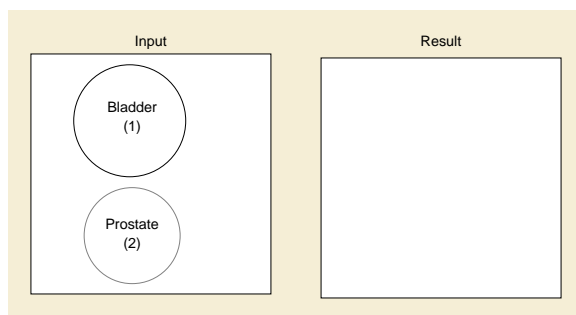 Input
Result
Bladder
(1)
Prostate
(2)